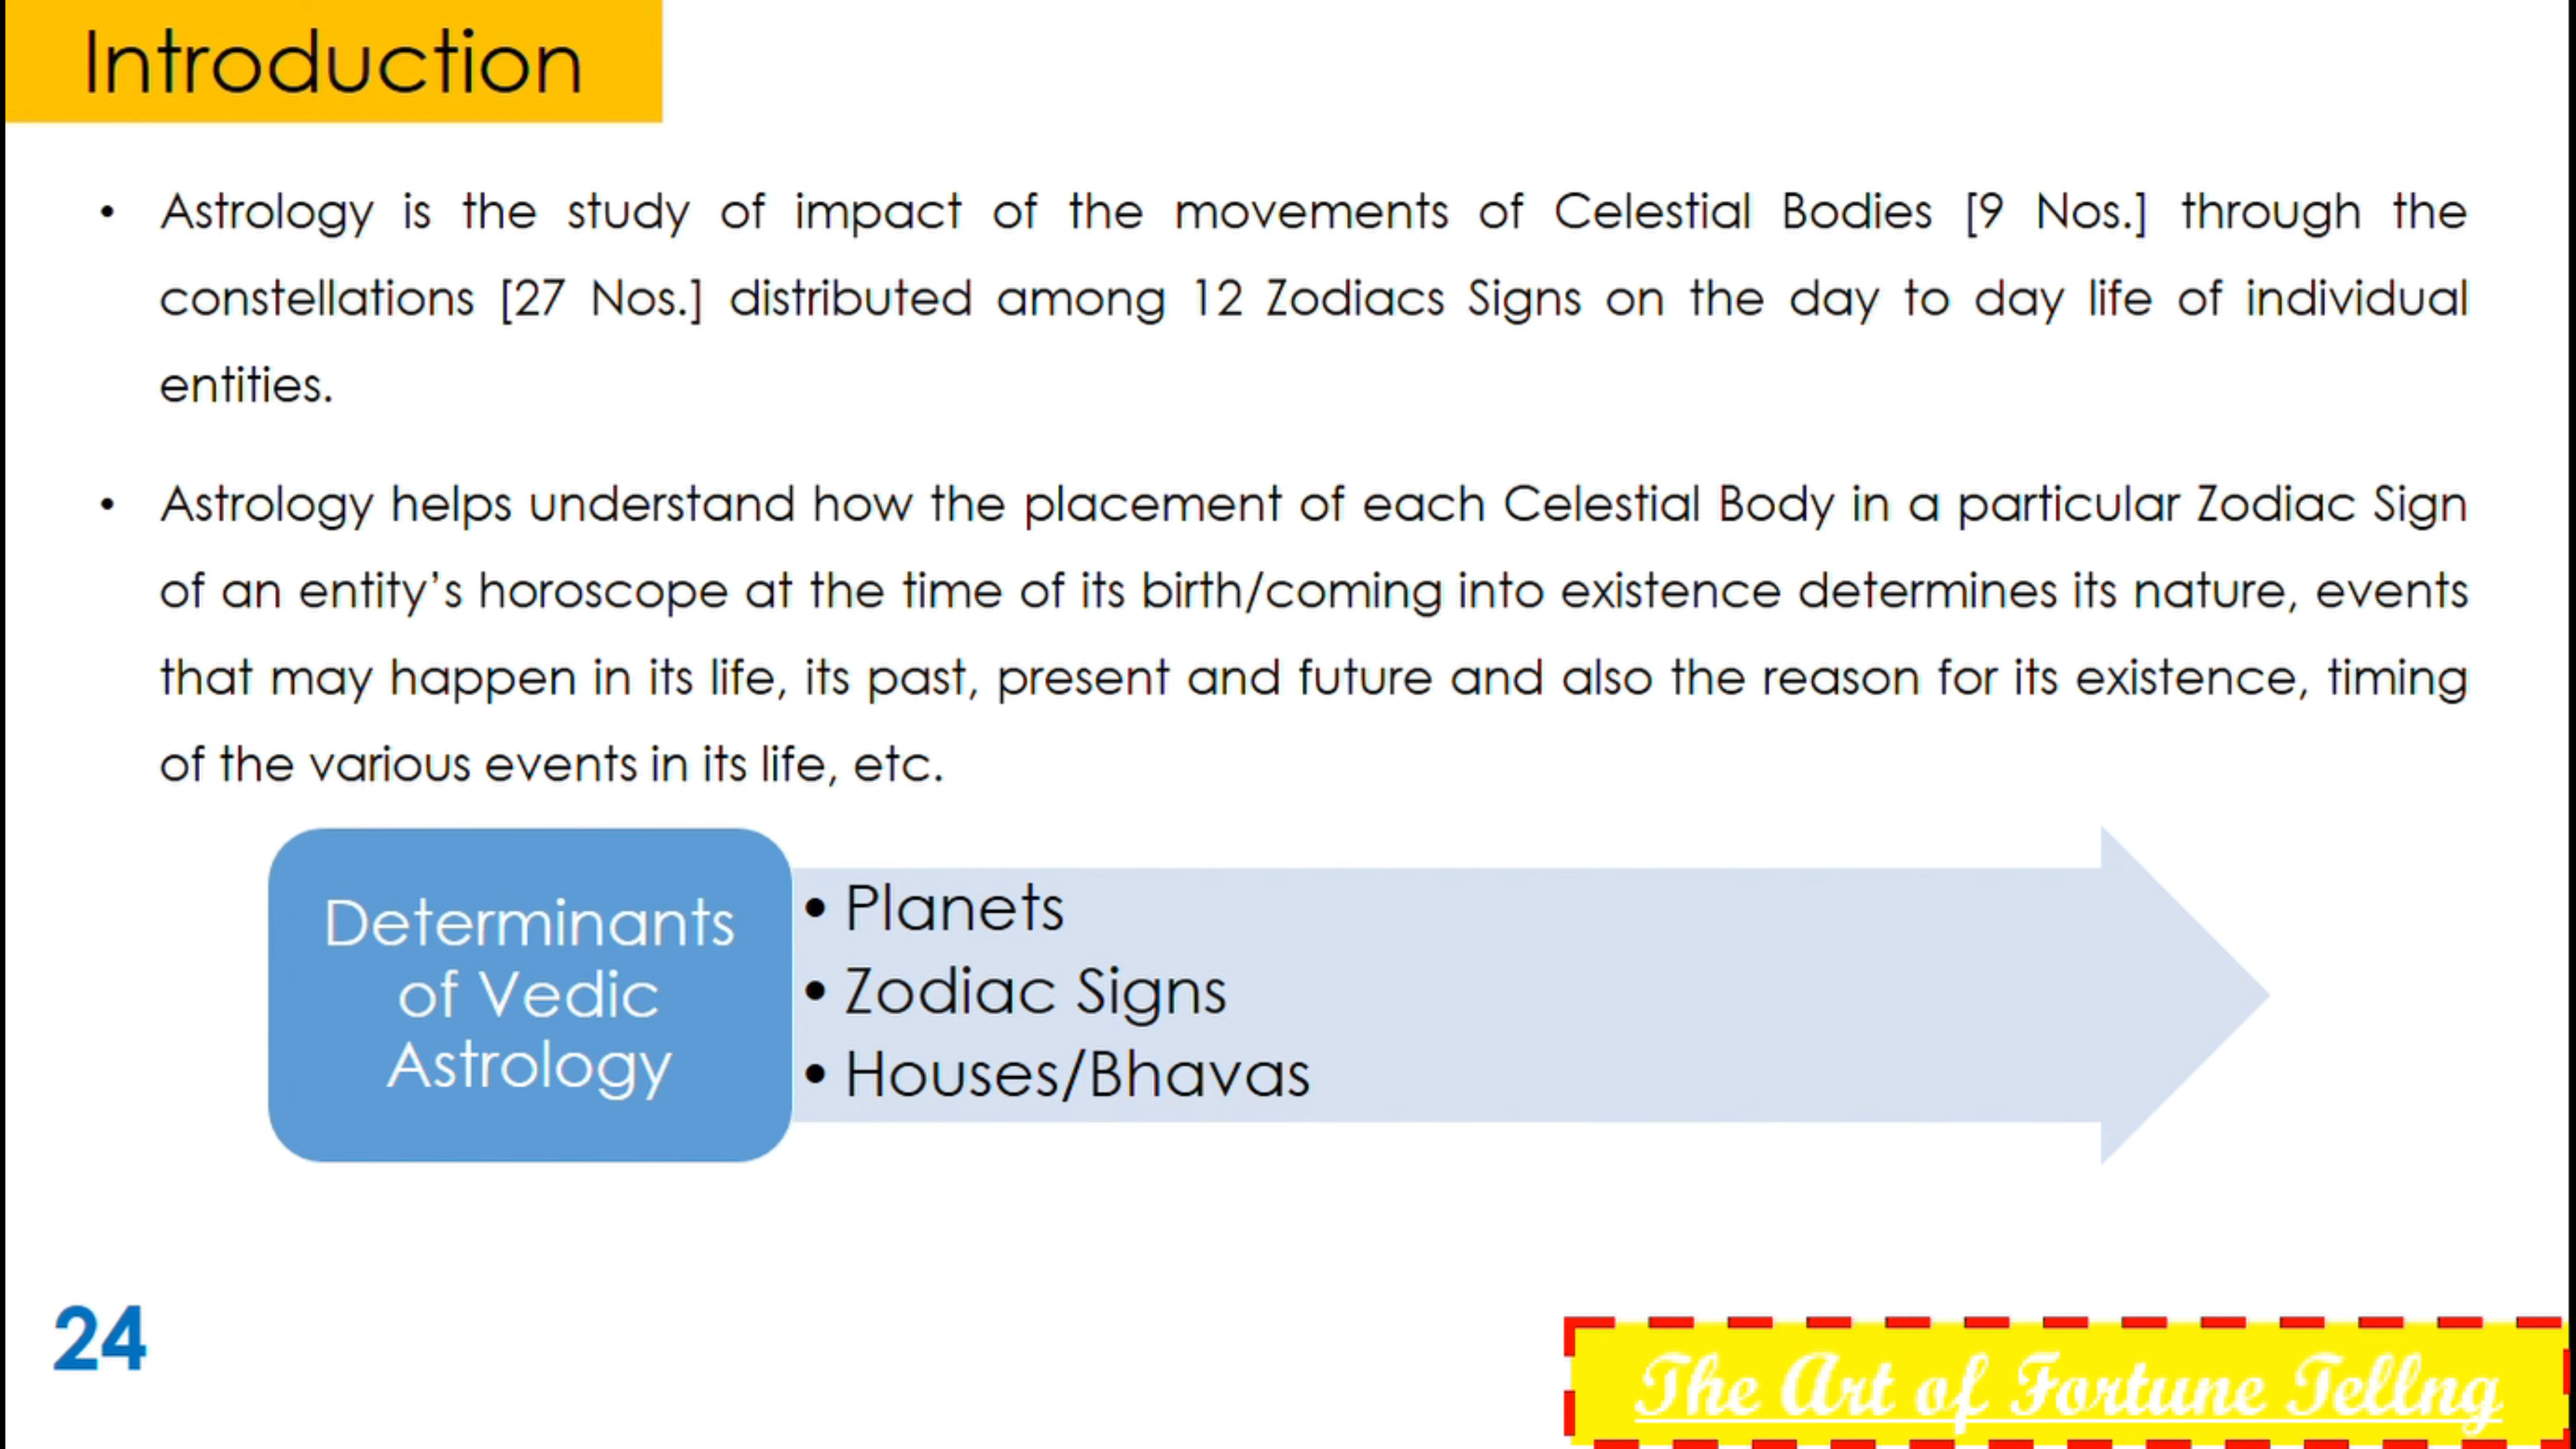 Introduction
• Astrology is the study of impact of the movements of Celestial Bodies [9 Nos.] through the
constellations [27 Nos.] distributed among 12 Zodiacs Signs on the day to day life of individual
entities.
• Astrology helps understand how the placement of each Celestial Body in a particular Zodiac Sign
of an entity’s horoscope at the time of its birth/coming into existence determines its nature, events
that may happen in its life, its past, present and future and also the reason for its existence, timing
of the various events in its life, etc.
Determinants
of Vedic
Astrology
• Planets
• Zodiac Signs
• Houses/Bhavas
24
The Art of Fortune Tellng